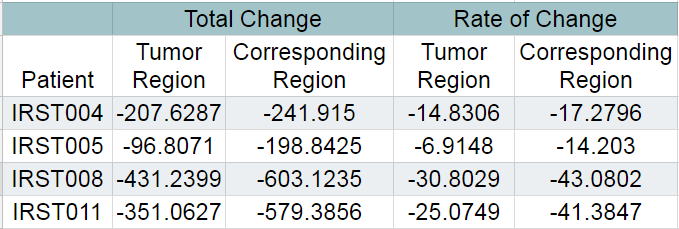 Total Change Rate of Change
Tumor Corresponding Tumor Corresponding
Patient Region Region Region Region
IRST004 -207.6287 -241.915 -14.8306 -17.2796
IRST005 -96.8071 -198.8425 -6.9148 -14.203
IRST008 -431.2399 -603.1235 -30.8029 -43.0802
IRST011 -351.0627 -579.3856 -25.0749 -41.3847